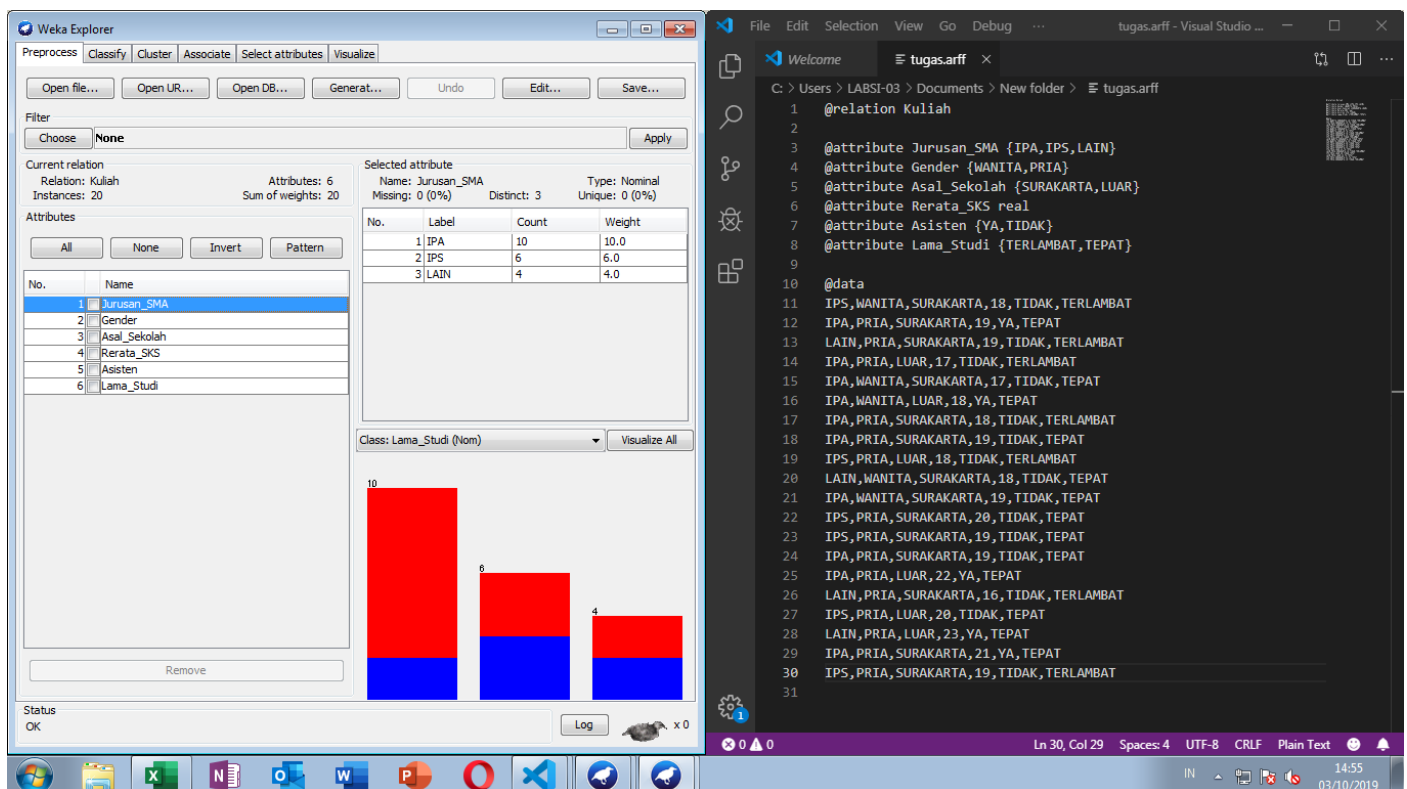 Weka Explorer
Preprocess Classify Cluster Associate Select attributes Visualize
Open file... Open UR... Open DB... Generat... Undo Edit... Save...
Filter
Choose None Apply
Current relation
Relation: Kuliah Attributes: 6
Instances: 20 Sum of weights: 20
Selected attribute
Name: Jurusan_SMA Type: Nominal
Missing: 0 (0%) Distinct: 3 Unique: 0 (0%)
Attributes
All None Invert Pattern
No. Name
1 Jurusan_SMA
2 Gender
3 Asal_Sekolah
4 Rerata_SKS
5 Asisten
6 Lama_Studi
Remove
No. Label Count Weight
1 IPA 10 10.0
2 IPS 6 6.0
3 LAIN 4 4.0
Class: Lama_Studi (Nom) Visualize All
10
6
4
Status
OK
Log x 0
File Edit Selection View Go Debug ··· tugas.arff - Visual Studio ...
Welcome tugas.arff
C: > Users > LABSI-03 > Documents > New folder > tugas.arff
1 @relation Kuliah
2
3 @attribute Jurusan_SMA {IPA,IPS,LAIN}
4 @attribute Gender {WANITA,PRIA}
5 @attribute Asal_Sekolah {SURAKARTA,LUAR}
6 @attribute Rerata_SKS real
7 @attribute Asisten {YA,TIDAK}
8 @attribute Lama_Studi {TERLAMBAT,TEPAT}
9
10 @data
11 IPS,WANITA,SURAKARTA,18,TIDAK,TERLAMBAT
12 IPA,PRIA,SURAKARTA,19,YA,TEPAT
13 LAIN,PRIA,SURAKARTA,19,TIDAK,TERLAMBAT
14 IPA,PRIA,LUAR,17,TIDAK,TERLAMBAT
15 IPA,WANITA,SURAKARTA,17,TIDAK,TEPAT
16 IPA,WANITA,LUAR,18,YA,TEPAT
17 IPA,PRIA,SURAKARTA,18,TIDAK,TERLAMBAT
18 IPA,PRIA,SURAKARTA,19,TIDAK,TEPAT
19 IPS,PRIA,LUAR,18,TIDAK,TERLAMBAT
20 LAIN,WANITA,SURAKARTA,18,TIDAK,TEPAT
21 IPA,WANITA,SURAKARTA,19,TIDAK,TEPAT
22 IPS,PRIA,SURAKARTA,20,TIDAK,TEPAT
23 IPS,PRIA,SURAKARTA,19,TIDAK,TEPAT
24 IPA,PRIA,SURAKARTA,19,TIDAK,TEPAT
25 IPA,PRIA,LUAR,22,YA,TEPAT
26 LAIN,PRIA,SURAKARTA,16,TIDAK,TERLAMBAT
27 IPS,PRIA,LUAR,20,TIDAK,TEPAT
28 LAIN,PRIA,LUAR,23,YA,TEPAT
29 IPA,PRIA,SURAKARTA,21,YA,TEPAT
30 IPS,PRIA,SURAKARTA,19,TIDAK,TERLAMBAT
31
1
0 0 Ln 30, Col 29 Spaces: 4 UTF-8 CRLF Plain Text
IN 14:55
03/10/2019